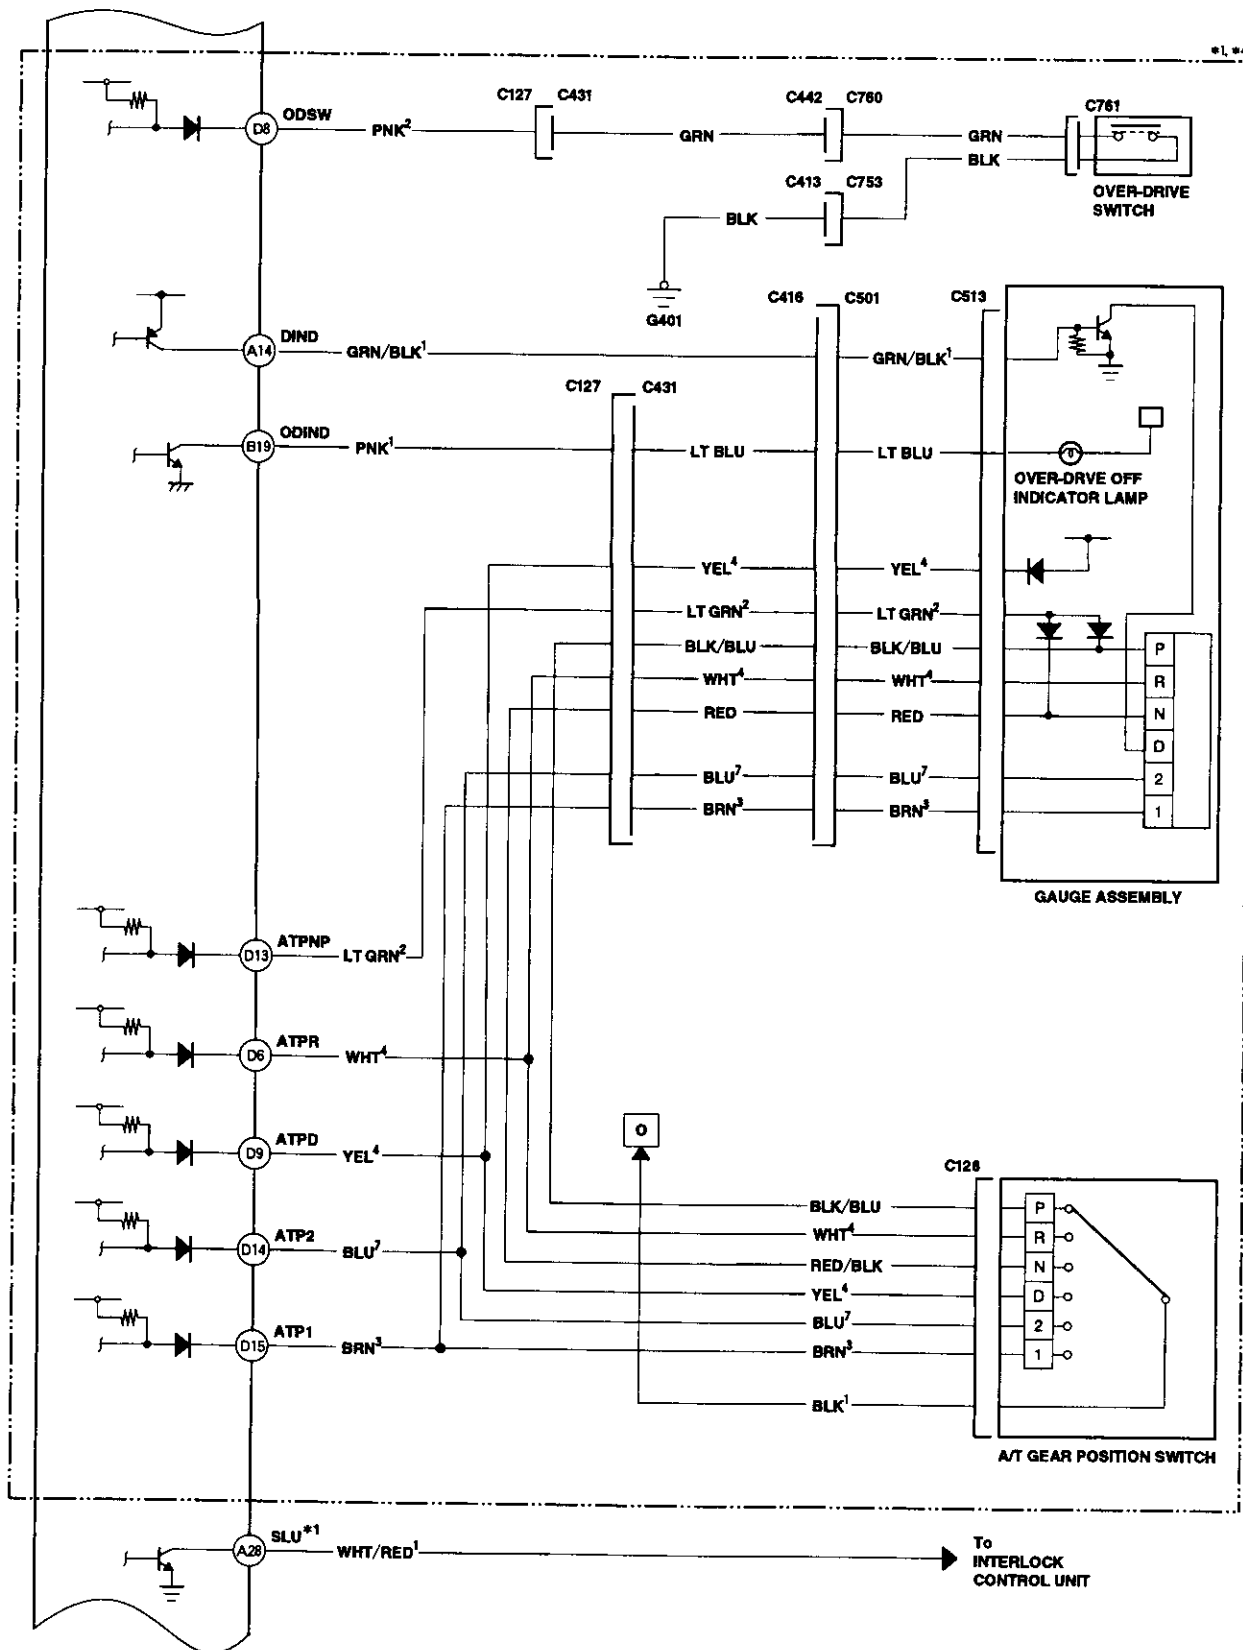 *1, *
C127 C431 C442 C760 C761
D8 ODSW PNK² GRN GRN
BLK
C413 C753
OVER-DRIVE
SWITCH
BLK
G401
C416 C501 C513
A14 DIND GRN/BLK¹ GRN/BLK¹
C127 C431
B19 ODIND PNK¹ LT BLU LT BLU
OVER-DRVE OFF
INDICATOR LAMP
YEL⁴ YEL⁴
LT GRN² LT GRN²
BLK/BLU BLK/BLU P
WHT⁴ WHT⁴ R
RED RED N
D
BLU⁷ BLU⁷ 2
BRN³ BRN³ 1
GAUGE ASSEMBLY
D13 ATPNP LT GRN²
D6 ATPR WHT⁴
D9 ATPD YEL⁴
O
C128
BLK/BLU P
D14 ATP2 BLU⁷
WHT⁴ R
RED/BLK N
YEL⁴ D
BLU⁷ 2
D15 ATP1 BRN³ BRN³ 1
BLK¹
A/T GEAR POSITION SWITCH
A28 SLU*1 WHT/RED¹
To
INTERLOCK
CONTROL UNIT